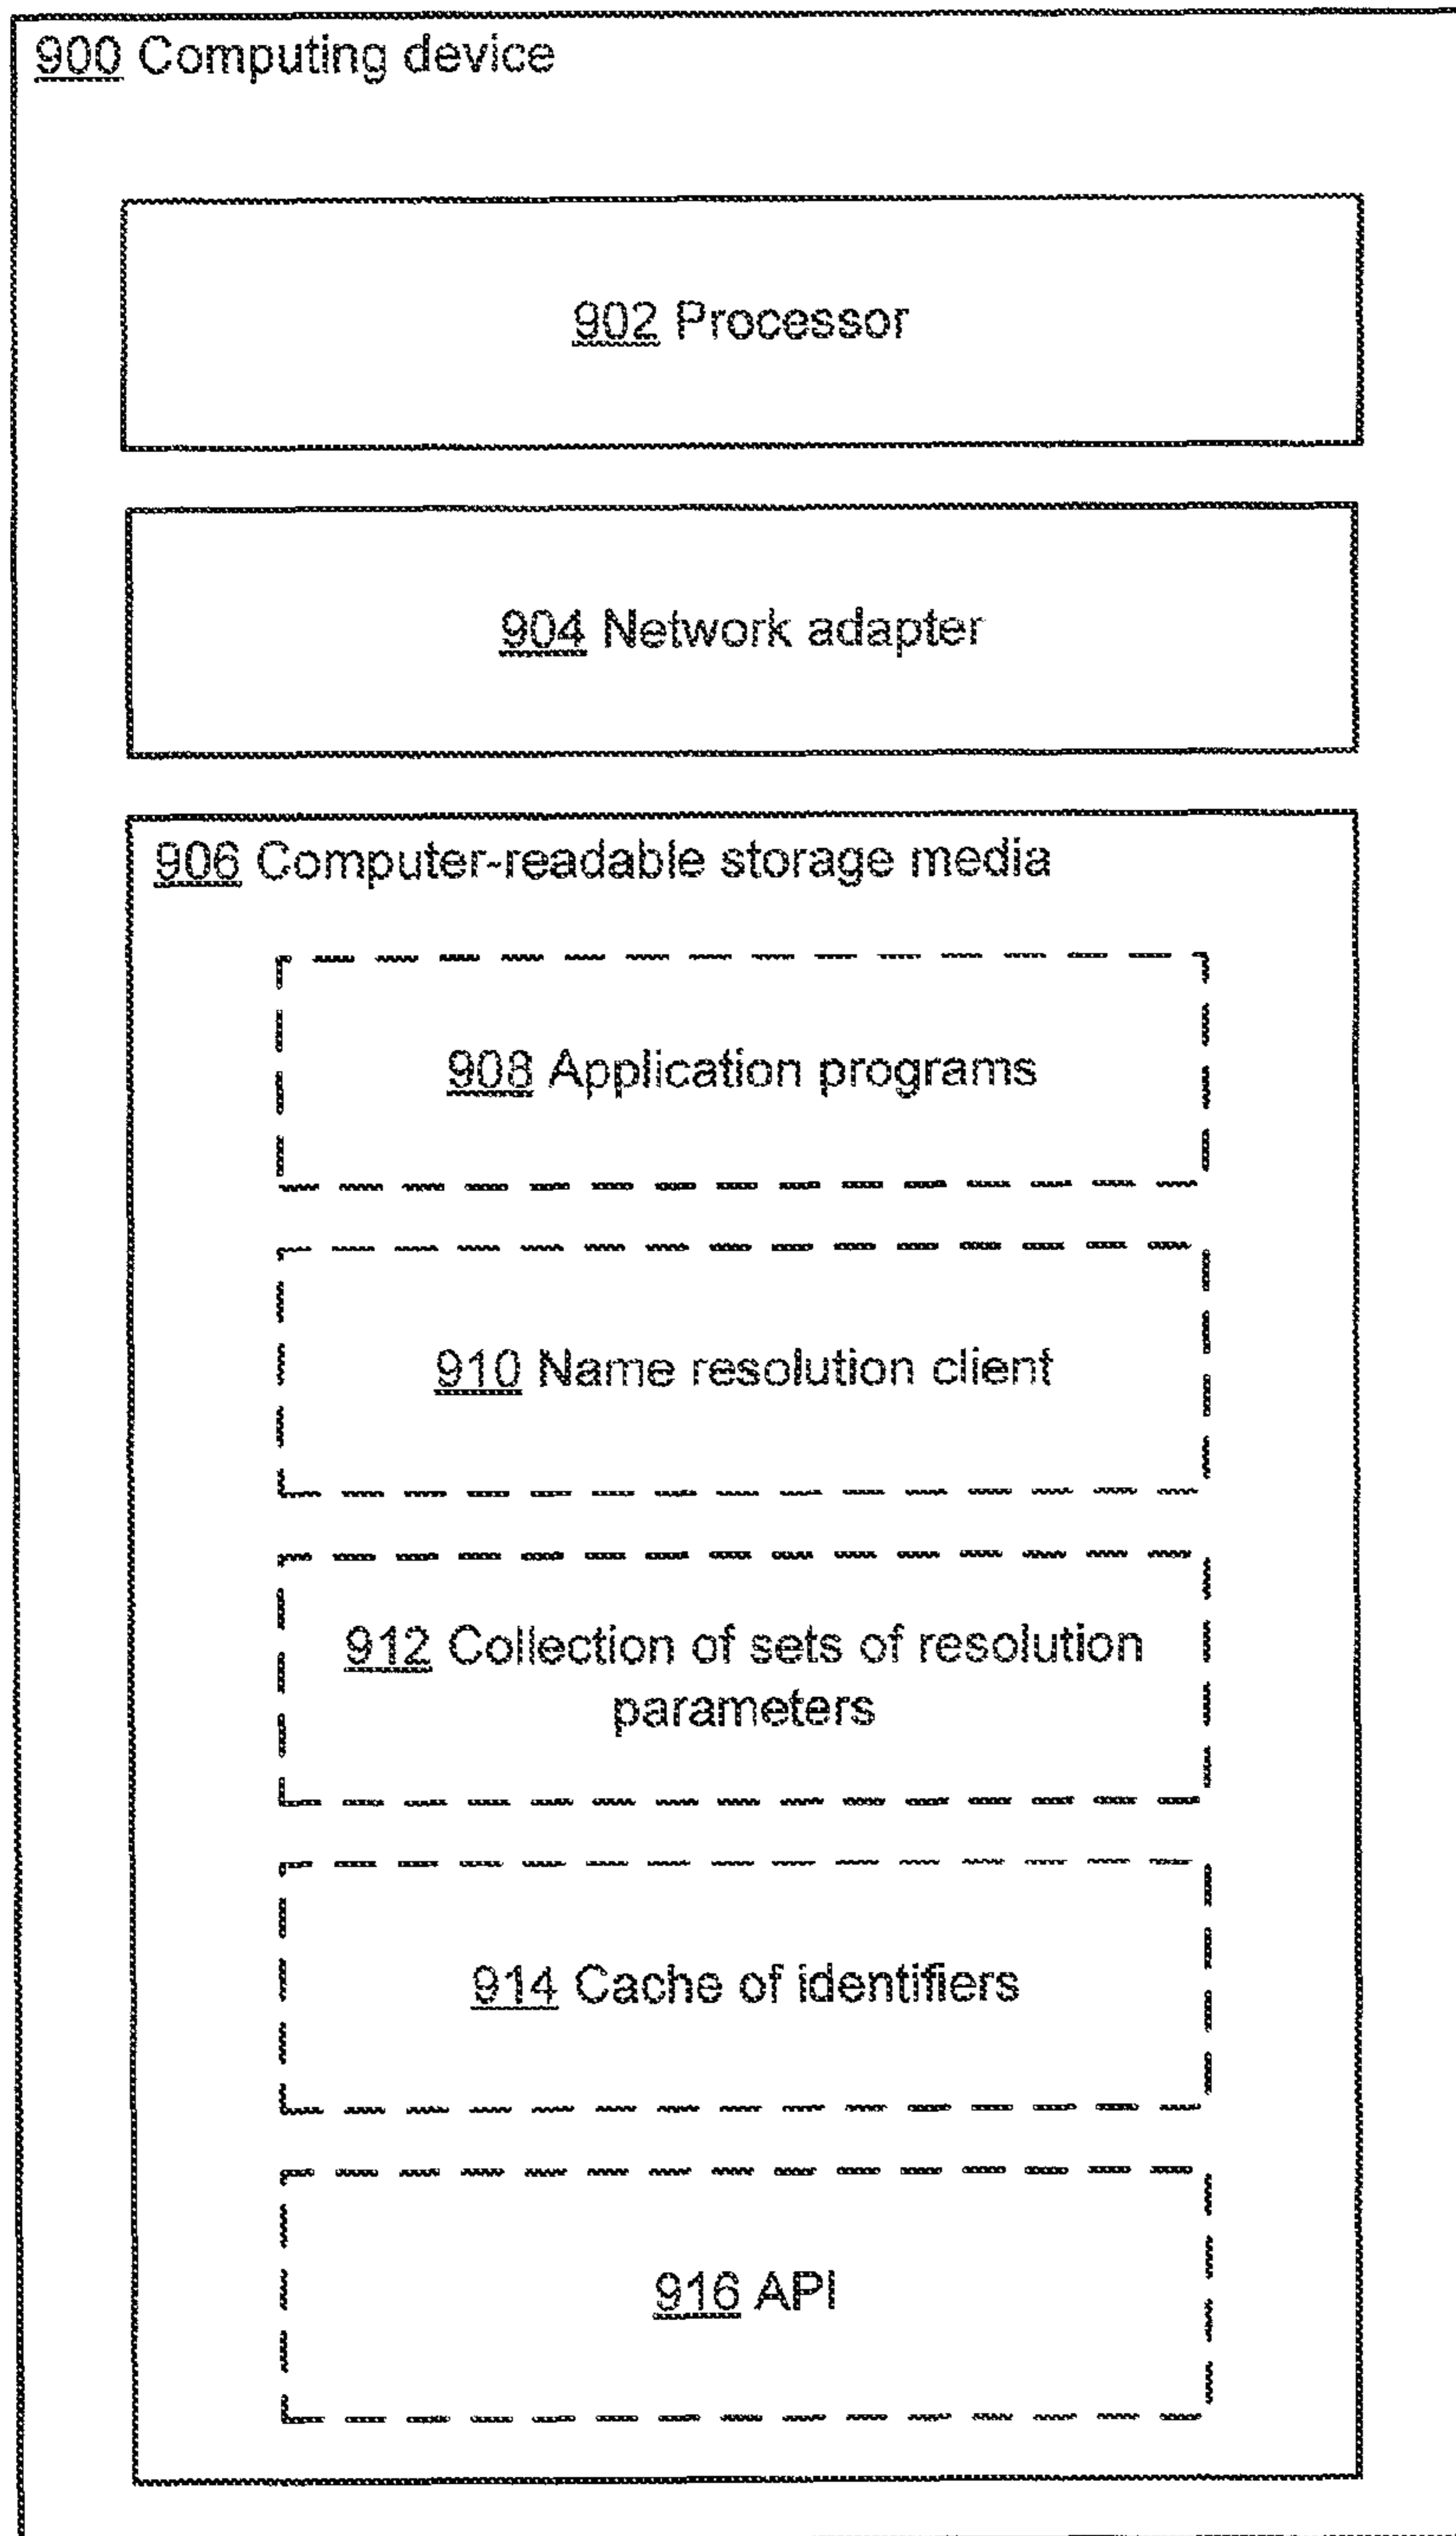 900 Computing device
902 Processor
904 Network adapter
906 Computer-readable storage media
908 Application programs
910 Name resolution client
912 Collection of sets of resolution
parameters
914 Cache of identifiers
916 API